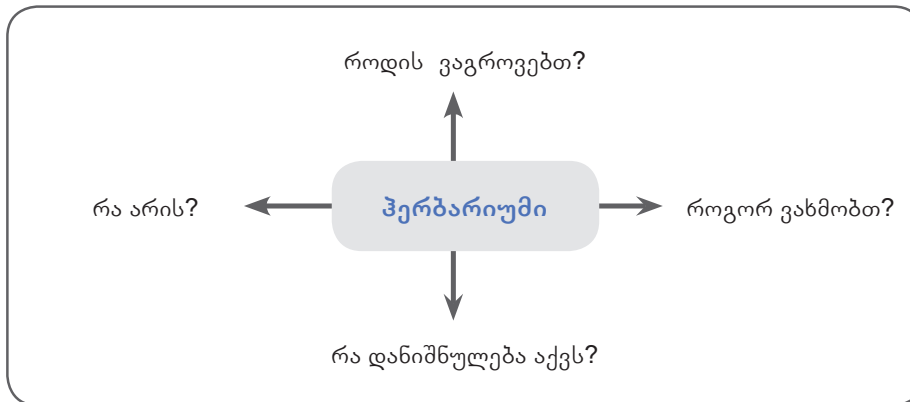 როდის ვაგროვებთ?
რა არის?
ჰერბარიუმი
როგორ ვახმობთ?
რა დანიშნულება აქვს?